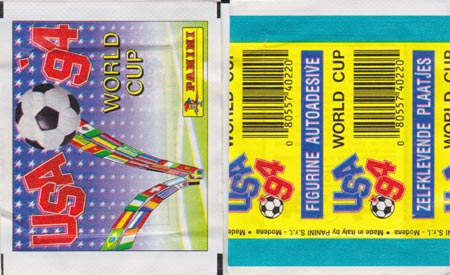 USA '94
WORLD
CUP
PANINI
WORLD CUP
USA
'94
0 80557 40220
FIGURINE AUTOADESIVE
WORLD CUP
USA
'94
0 80557 40220
ZELFKLEVENDE PLAATJES
S.r.l. - Modena • Made in Italy by PANINI S.r.l. - Modena •